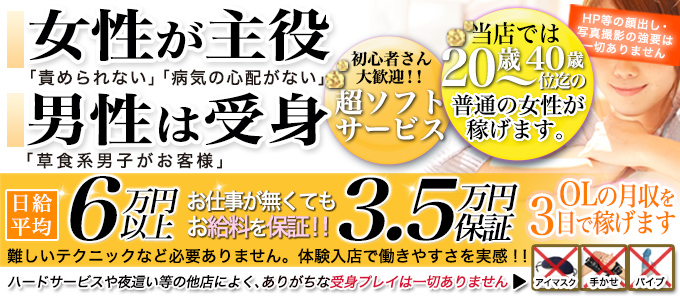 女性が主役
「責められない」「病気の心配がない」
男性は受身
「草食系男子がお客様」
初心者さん
大歓迎!!
超ソフト
サービス
当店では
20歳～40歳
位迄の
普通の女性が
稼げます。
HP等の顔出し・
写真撮影の強要は
一切ありません
日給
平均
6万円
以上
お仕事が無くても
お給料を保証!!
3.5万円
保証
OLの月収を
3日で稼げます
難しいテクニックなど必要ありません。体験入店で働きやすさを実感!!
ハードサービスや夜這い等の他店によく、ありがちな受身プレイは一切ありません▶
アイマスク
手かせ
バイブ